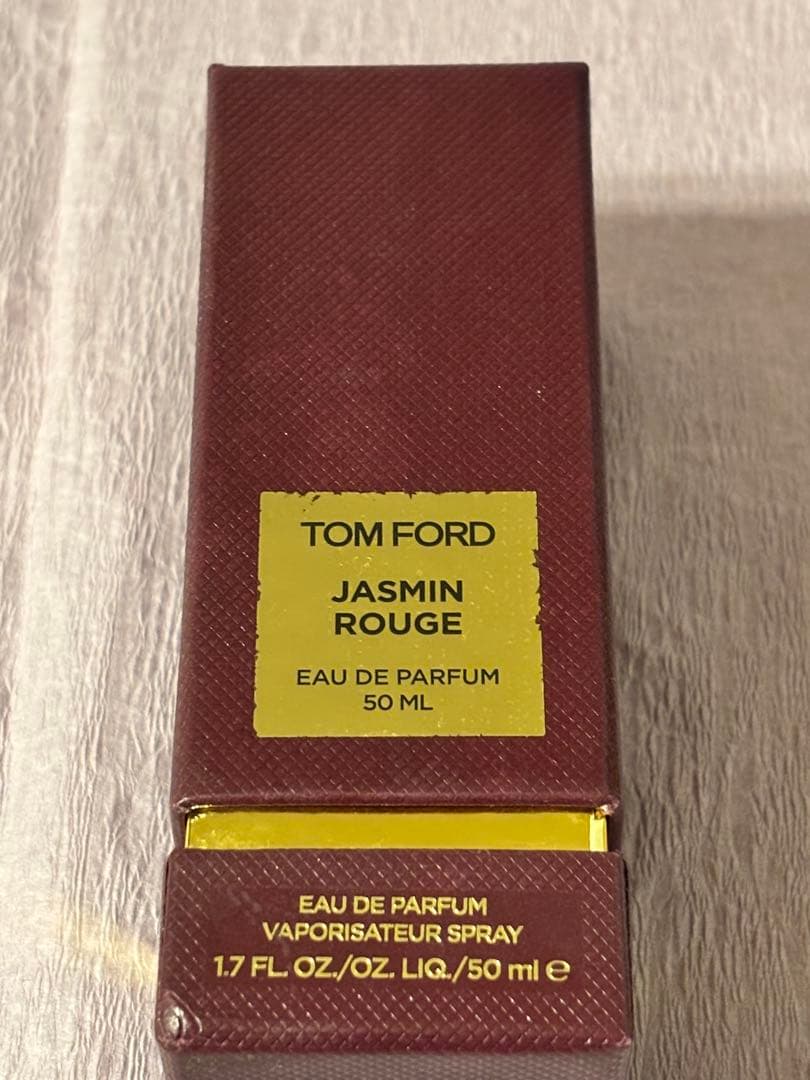 TOM FORD
JASMIN
ROUGE
EAU DE PARFUM
50 ML
EAU DE PARFUM
VAPORISATEUR SPRAY
1.7 FL. OZ./OZ. LIQ./50 ml ℮